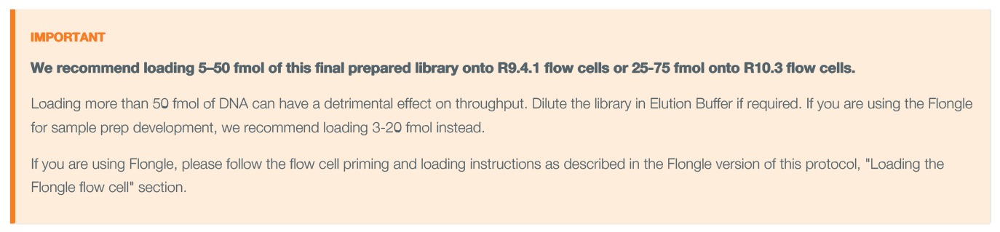 IMPORTANT
We recommend loading 5–50 fmol of this final prepared library onto R9.4.1 flow cells or 25-75 fmol onto R10.3 flow cells.
Loading more than 50 fmol of DNA can have a detrimental effect on throughput. Dilute the library in Elution Buffer if required. If you are using the Flongle
for sample prep development, we recommend loading 3-20 fmol instead.
If you are using Flongle, please follow the flow cell priming and loading instructions as described in the Flongle version of this protocol, "Loading the
Flongle flow cell" section.